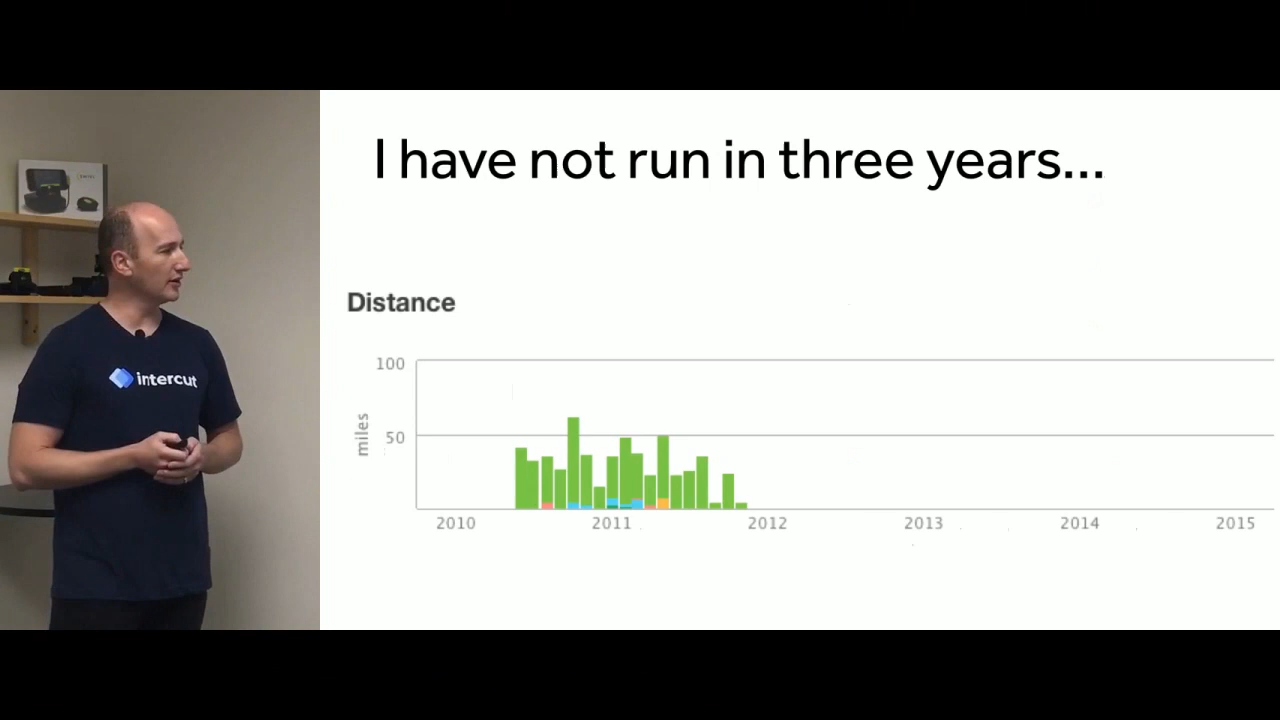 I have not run in three years...
Distance
100
50
miles
2010 2011 2012 2013 2014 2015
intercut